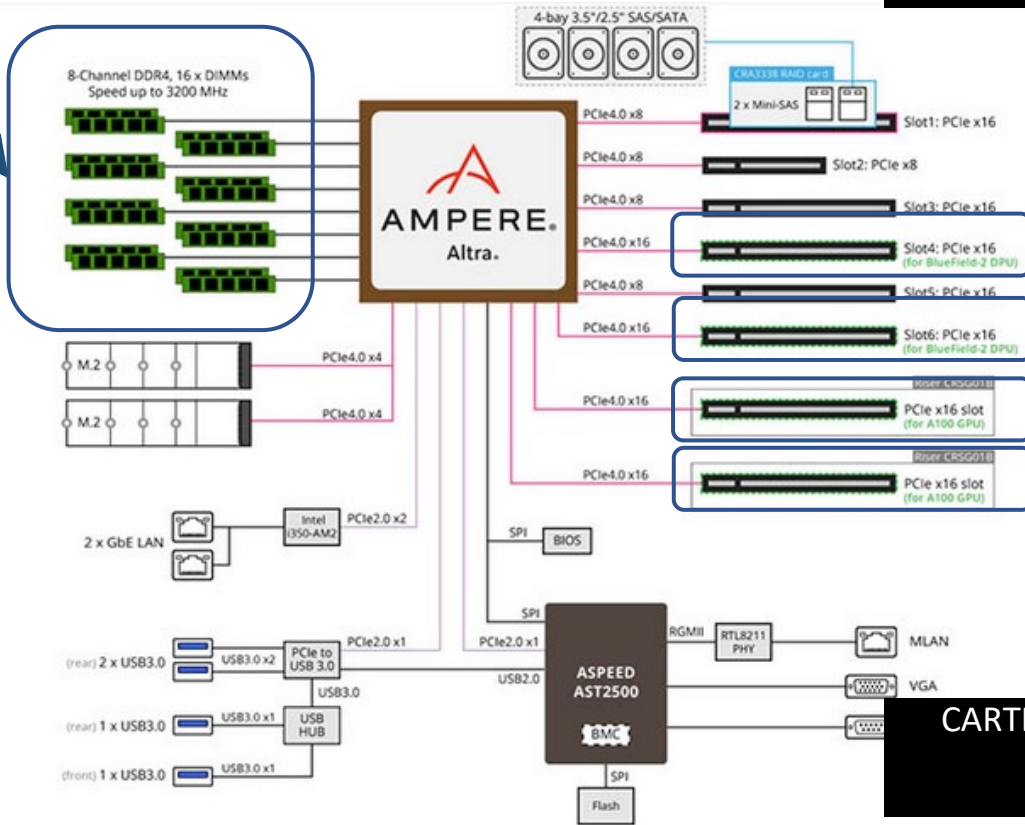 4-bay 3.5"/2.5" SAS/SATA
8-Channel DDR4, 16 x DIMMs
Speed up to 3200 MHz
CRA3338 RAID card
2 x Mini-SAS
PCIe4.0 x8
Slot1: PCIe x16
PCIe4.0 x8
Slot2: PCIe x8
PCIe4.0 x8
Slot3: PCIe x16
AMPERE®
Altra®
PCIe4.0 x16
Slot4: PCIe x16
(for BlueField-2 DPU)
PCIe4.0 x8
Slot5: PCIe x16
PCIe4.0 x16
Slot6: PCIe x16
(for BlueField-2 DPU)
M.2
PCIe4.0 x4
Riser CRSG01B
PCIe4.0 x16
PCIe x16 slot
(for A100 GPU)
M.2
PCIe4.0 x4
Riser CRSG01B
PCIe4.0 x16
PCIe x16 slot
(for A100 GPU)
2 x GbE LAN
Intel
i350-AM2
PCIe2.0 x2
SPI
BIOS
SPI
(rear) 2 x USB3.0
USB3.0 x2
PCIe to
USB 3.0
PCIe2.0 x1
PCIe2.0 x1
USB2.0
USB3.0
ASPEED
AST2500
BMC
RGMII
RTL8211
PHY
MLAN
VGA
(rear) 1 x USB3.0
USB3.0 x1
USB
HUB
(front) 1 x USB3.0
USB3.0 x1
SPI
Flash